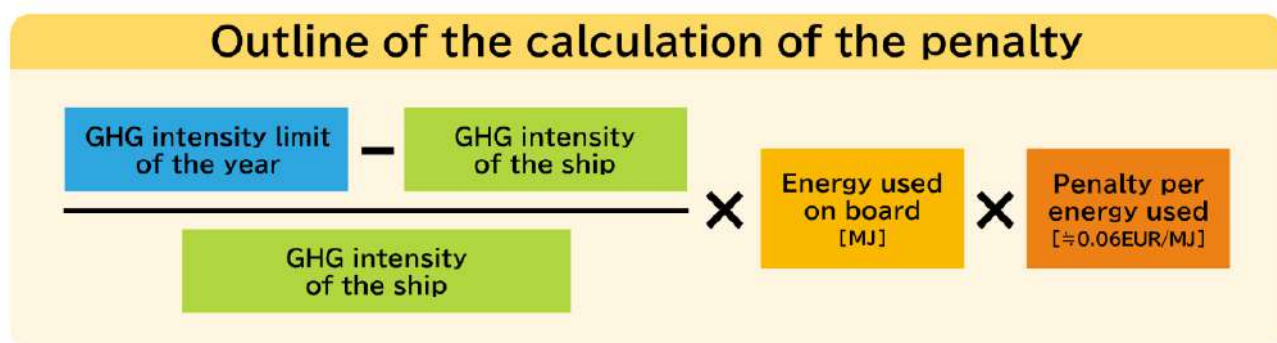 Outline of the calculation of the penalty
GHG intensity limit
of the year
−
GHG intensity
of the ship
GHG intensity
of the ship
×
Energy used
on board
[MJ]
×
Penalty per
energy used
[≒0.06EUR/MJ]